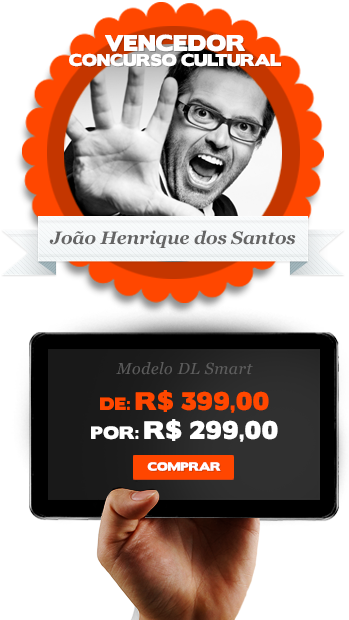 VENCEDOR
CONCURSO CULTURAL
João Henrique dos Santos
Modelo DL Smart
DE: R$ 399,00
POR: R$ 299,00
COMPRAR